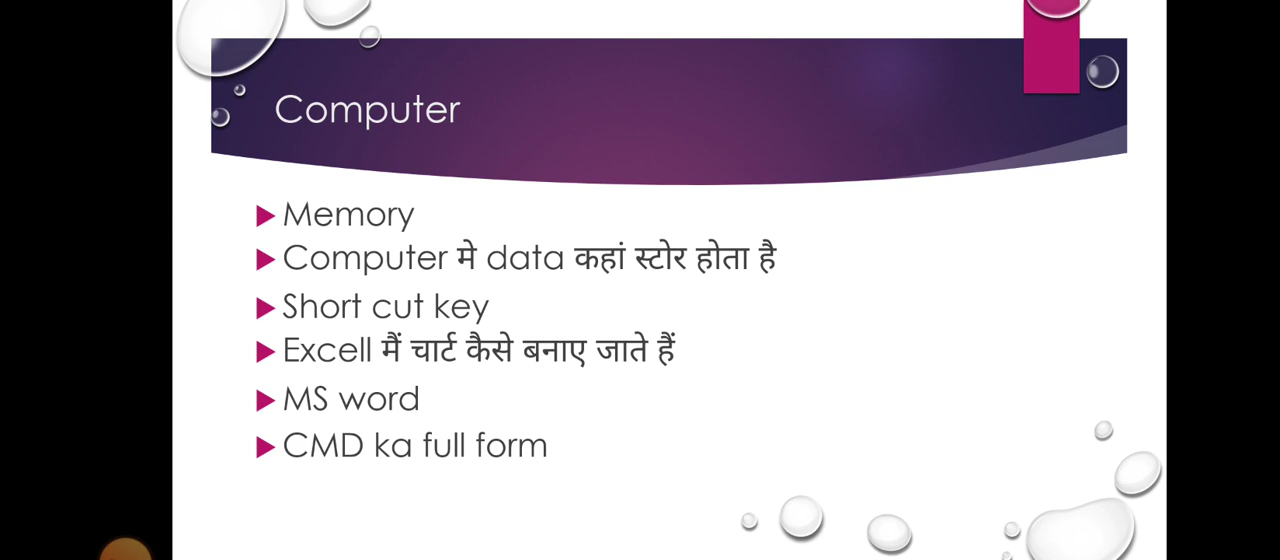 Computer
Memory
Computer मे data कहां स्टोर होता है
Short cut key
Excell मैं चार्ट कैसे बनाए जाते हैं
MS word
CMD ka full form